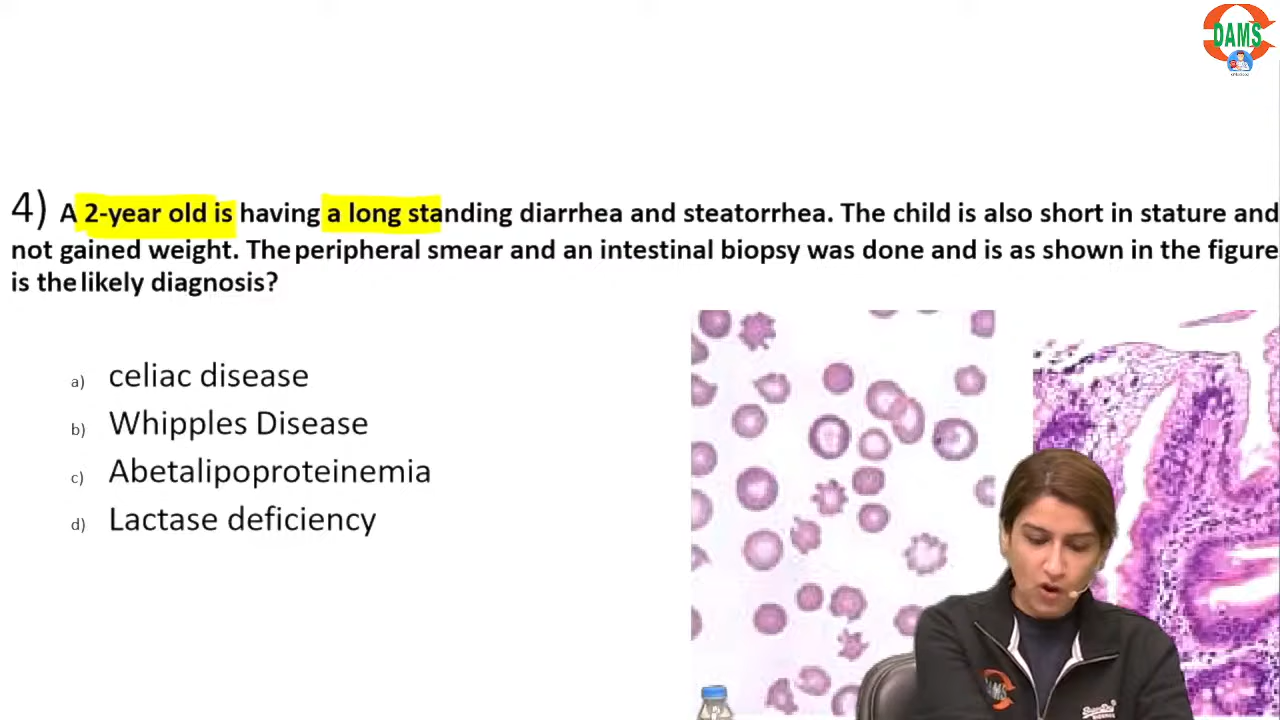 DAMS
4) A 2-year old is having a long standing diarrhea and steatorrhea. The child is also short in stature and
not gained weight. The peripheral smear and an intestinal biopsy was done and is as shown in the figure
is the likely diagnosis?
a) celiac disease
b) Whipples Disease
c) Abetalipoproteinemia
d) Lactase deficiency
DAMS